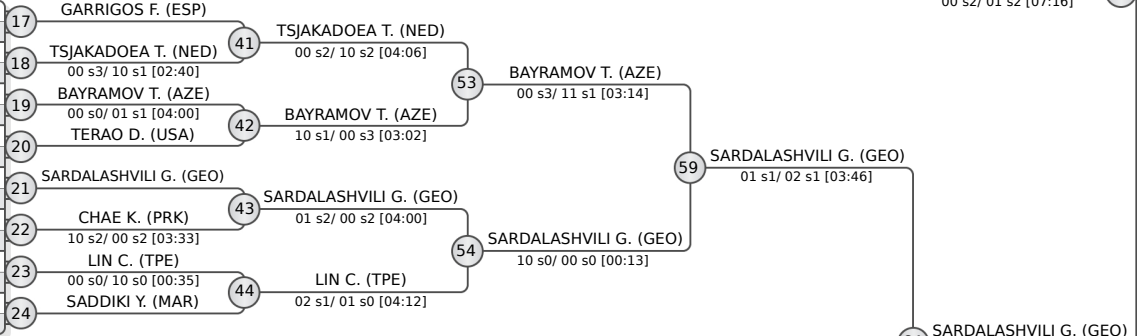 00 s2/ 01 s2 [07:16]
17
GARRIGOS F. (ESP)
41
TSJAKADOEA T. (NED)
00 s2/ 10 s2 [04:06]
18
TSJAKADOEA T. (NED)
00 s3/ 10 s1 [02:40]
53
BAYRAMOV T. (AZE)
00 s3/ 11 s1 [03:14]
19
BAYRAMOV T. (AZE)
00 s0/ 01 s1 [04:00]
42
BAYRAMOV T. (AZE)
10 s1/ 00 s3 [03:02]
20
TERAO D. (USA)
59
SARDALASHVILI G. (GEO)
01 s1/ 02 s1 [03:46]
21
SARDALASHVILI G. (GEO)
43
SARDALASHVILI G. (GEO)
01 s2/ 00 s2 [04:00]
22
CHAE K. (PRK)
10 s2/ 00 s2 [03:33]
54
SARDALASHVILI G. (GEO)
10 s0/ 00 s0 [00:13]
23
LIN C. (TPE)
00 s0/ 10 s0 [00:35]
44
LIN C. (TPE)
02 s1/ 01 s0 [04:12]
24
SADDIKI Y. (MAR)
SARDALASHVILI G. (GEO)